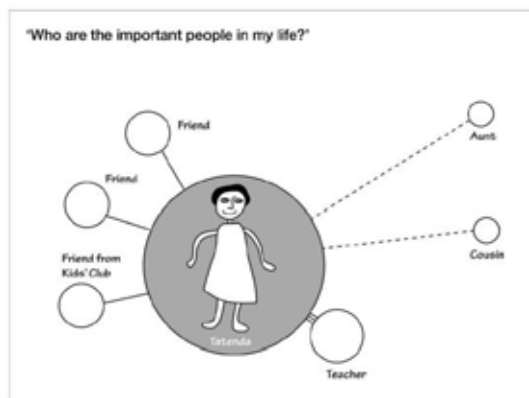 "Who are the important people in my life?"
Friend
Aunt
Friend
Cousin
Friend from
Kids' Club
Tatenda
Teacher